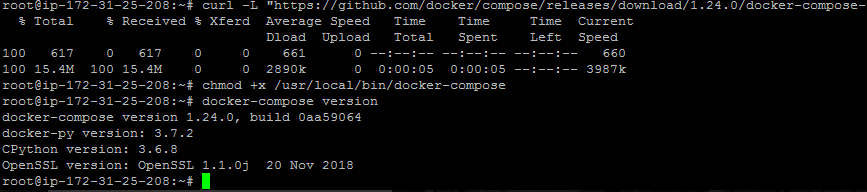 root@ip-172-31-25-208:~# curl -L "https://github.com/docker/compose/releases/download/1.24.0/docker-compose-
% Total % Received % Xferd Average Speed Time Time Time Current
Dload Upload Total Spent Left Speed
100 617 0 617 0 0 661 0 --:--:-- --:--:-- --:--:-- 660
100 15.4M 100 15.4M 0 0 2890k 0 0:00:05 0:00:05 --:--:-- 3987k
root@ip-172-31-25-208:~# chmod +x /usr/local/bin/docker-compose
root@ip-172-31-25-208:~# docker-compose version
docker-compose version 1.24.0, build 0aa59064
docker-py version: 3.7.2
CPython version: 3.6.8
OpenSSL version: OpenSSL 1.1.0j 20 Nov 2018
root@ip-172-31-25-208:~#